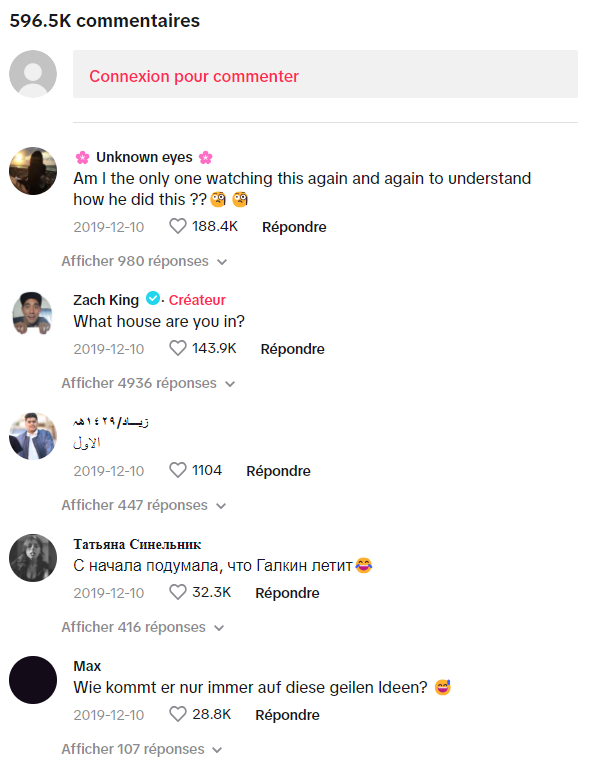 596.5K commentaires
Connexion pour commenter
🌸 Unknown eyes 🌸
Am I the only one watching this again and again to understand
how he did this ??🧐 🧐
2019-12-10 188.4K Répondre
Afficher 980 réponses
Zach King · Créateur
What house are you in?
2019-12-10 143.9K Répondre
Afficher 4936 réponses
زيـــاد/١٤٢٩هہ
الاول
2019-12-10 1104 Répondre
Afficher 447 réponses
Татьяна Синельник
С начала подумала, что Галкин летит😂
2019-12-10 32.3K Répondre
Afficher 416 réponses
Max
Wie kommt er nur immer auf diese geilen Ideen? 😅
2019-12-10 28.8K Répondre
Afficher 107 réponses